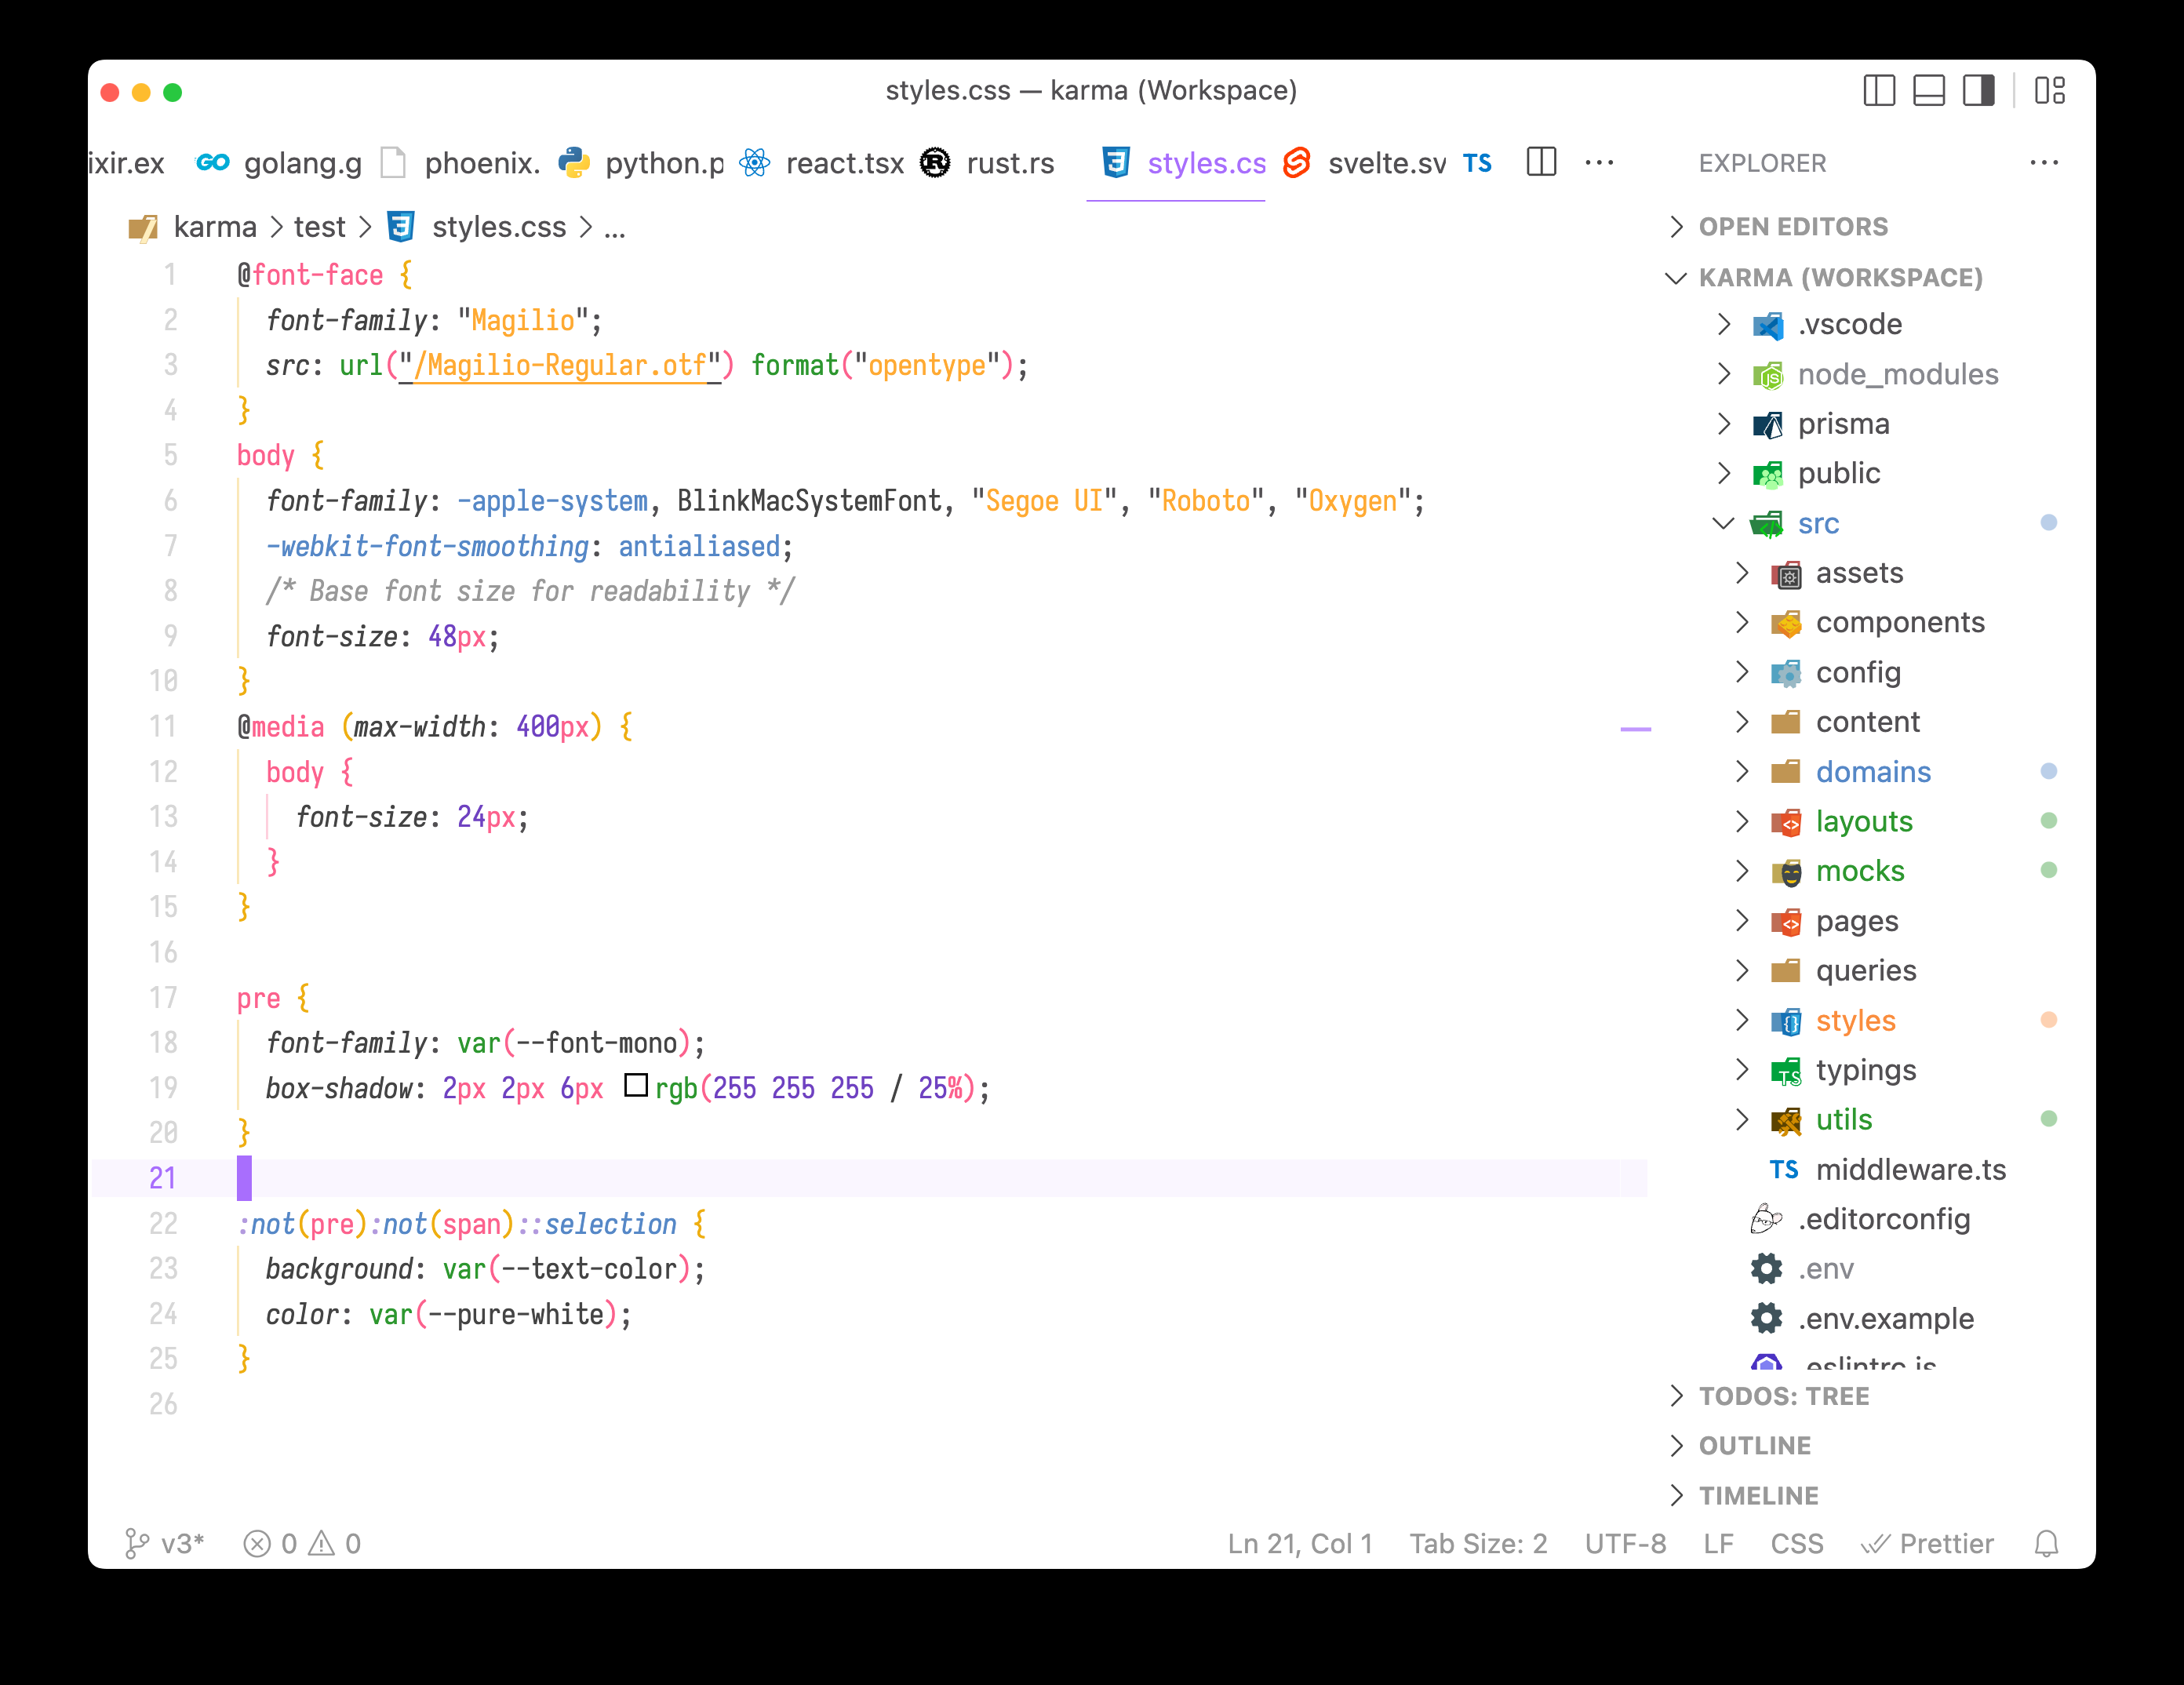 styles.css — karma (Workspace)
ixir.ex golang.g phoenix. python.p react.tsx rust.rs styles.cs svelte.sv TS ...
karma > test > styles.css > ...
1 @font-face {
2 font-family: "Magilio";
3 src: url("/Magilio-Regular.otf") format("opentype");
4 }
5 body {
6 font-family: -apple-system, BlinkMacSystemFont, "Segoe UI", "Roboto", "Oxygen";
7 -webkit-font-smoothing: antialiased;
8 /* Base font size for readability */
9 font-size: 48px;
10 }
11 @media (max-width: 400px) {
12 body {
13 font-size: 24px;
14 }
15 }
16
17 pre {
18 font-family: var(--font-mono);
19 box-shadow: 2px 2px 6px rgb(255 255 255 / 25%);
20 }
21
22 :not(pre):not(span)::selection {
23 background: var(--text-color);
24 color: var(--pure-white);
25 }
26
EXPLORER ...
OPEN EDITORS
KARMA (WORKSPACE)
.vscode
node_modules
prisma
public
src
assets
components
config
content
domains
layouts
mocks
pages
queries
styles
typings
utils
TS middleware.ts
.editorconfig
.env
.env.example
.eslintrc.js
TODOS: TREE
OUTLINE
TIMELINE
v3* 0 0 Ln 21, Col 1 Tab Size: 2 UTF-8 LF CSS Prettier